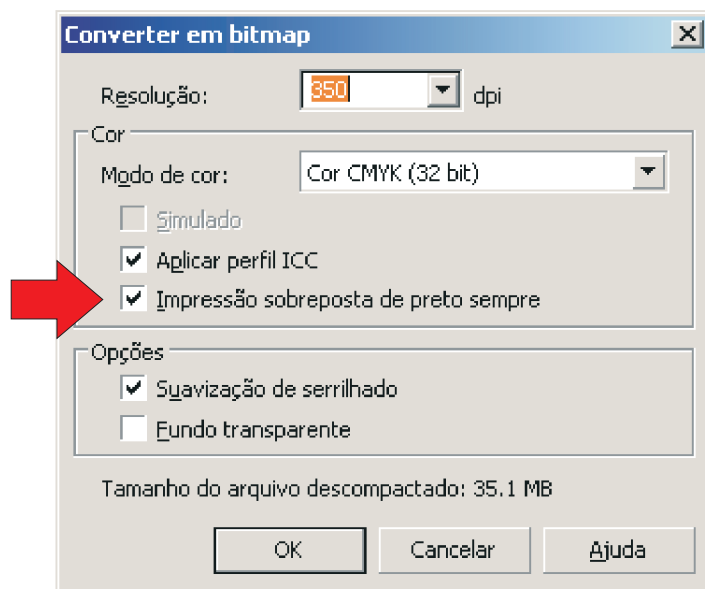 Converter em bitmap
Resolução: 350 dpi
Cor
Modo de cor: Cor CMYK (32 bit)
Simulado
Aplicar perfil ICC
Impressão sobreposta de preto sempre
Opções
Suavização de serrilhado
Fundo transparente
Tamanho do arquivo descompactado: 35.1 MB
OK Cancelar Ajuda